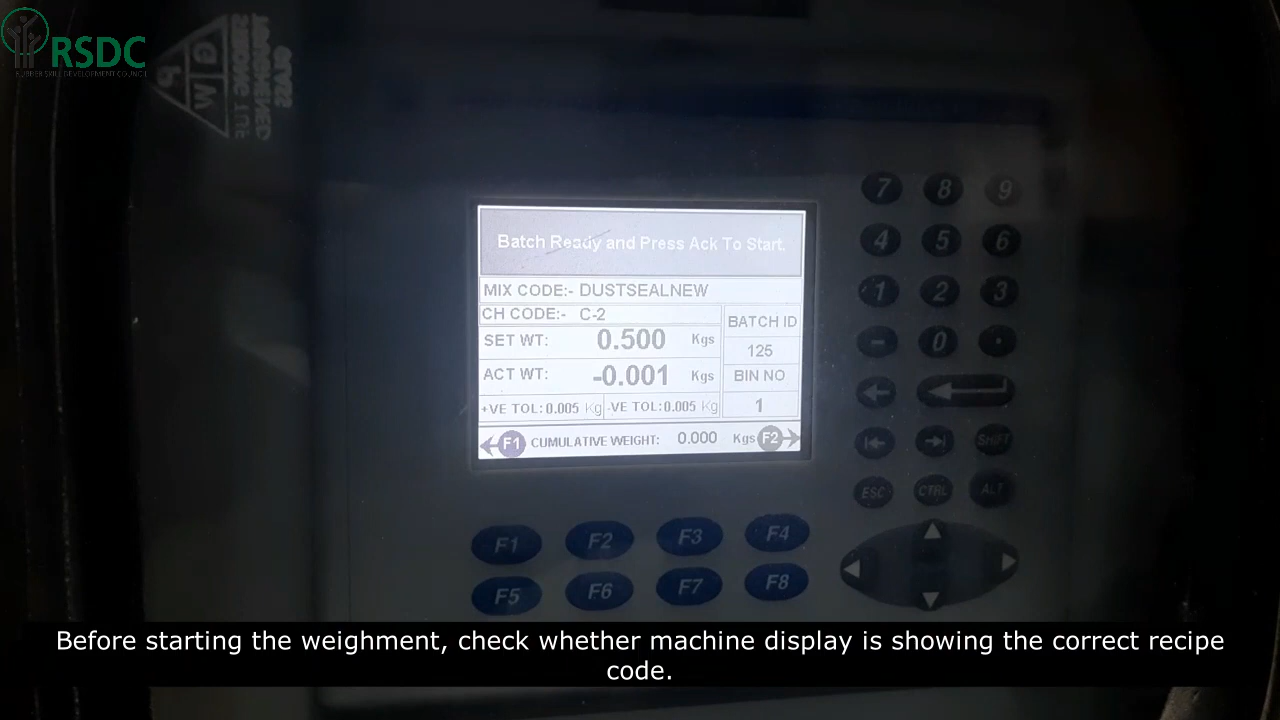 RSDC
RUBBER SKILL DEVELOPMENT COUNCIL
Batch Ready and Press Ack To Start.
MIX CODE:- DUSTSEALNEW
CH CODE:- C-2
SET WT: 0.500 Kgs
ACT WT: -0.001 Kgs
+VE TOL: 0.005 Kg -VE TOL: 0.005 Kg
BATCH ID
125
BIN NO
1
F1 CUMULATIVE WEIGHT: 0.000 Kgs F2
7 8 9
4 5 6
1 2 3
- 0 .
SHIFT
ESC CTRL ALT
F1 F2 F3 F4
F5 F6 F7 F8
Before starting the weighment, check whether machine display is showing the correct recipe
code.